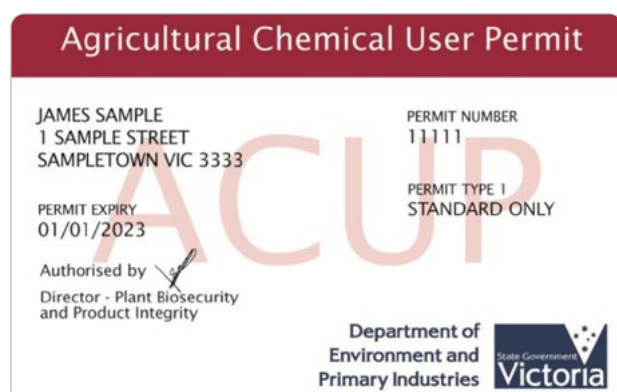 Agricultural Chemical User Permit
ACUP
JAMES SAMPLE
1 SAMPLE STREET
SAMPLETOWN VIC 3333
PERMIT EXPIRY
01/01/2023
Authorised by
Director - Plant Biosecurity
and Product Integrity
PERMIT NUMBER
11111
PERMIT TYPE 1
STANDARD ONLY
Department of
Environment and
Primary Industries
State Government
Victoria